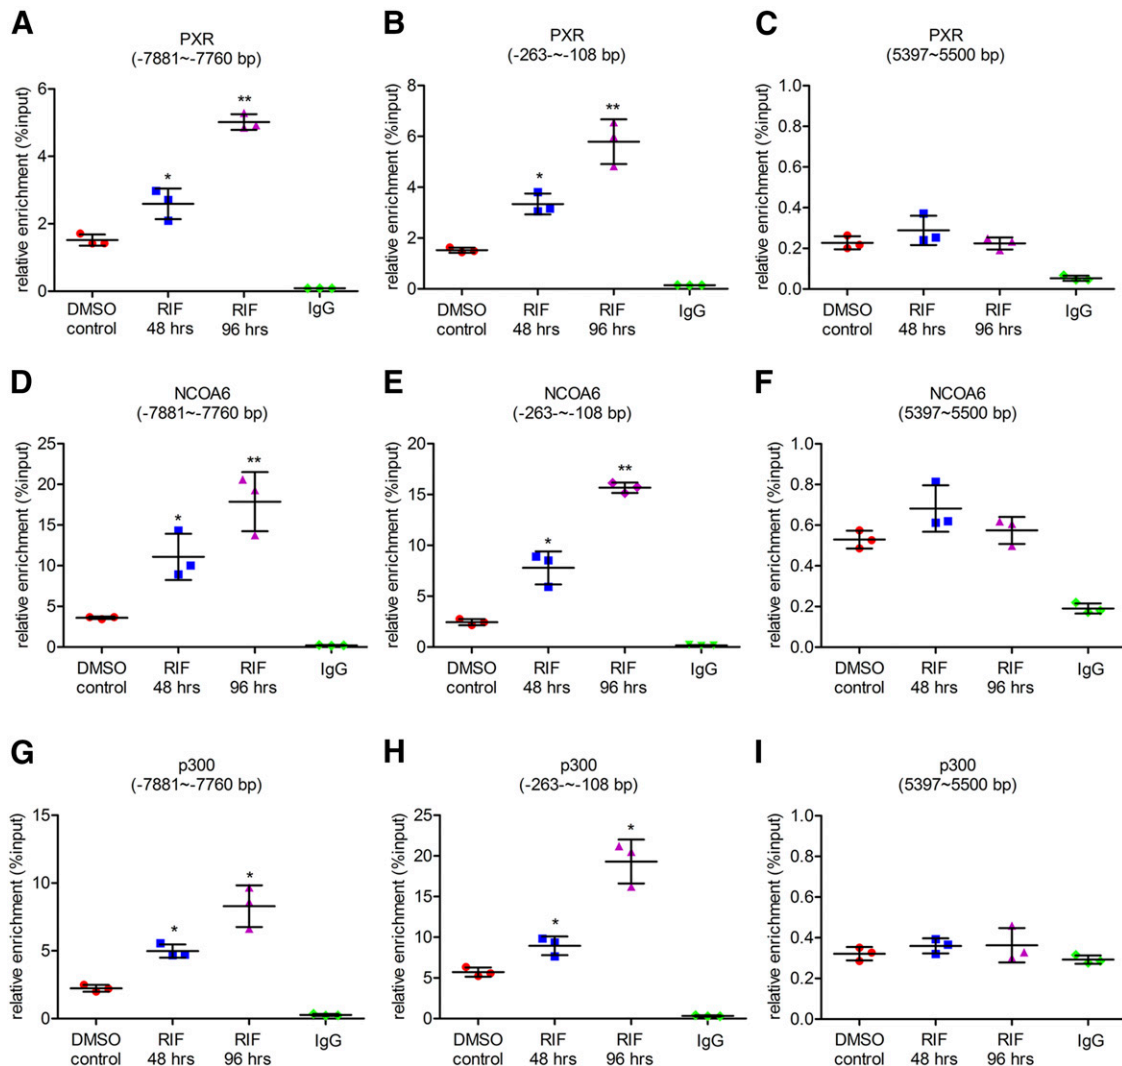 A
PXR
(-7881~-7760 bp)
relative enrichment (%input)
6
4
2
0
**
*
DMSO control
RIF 48 hrs
RIF 96 hrs
IgG
B
PXR
(-263-~-108 bp)
relative enrichment (%input)
8
6
4
2
0
**
*
DMSO control
RIF 48 hrs
RIF 96 hrs
IgG
C
PXR
(5397~5500 bp)
relative enrichment (%input)
1.0
0.8
0.6
0.4
0.2
0.0
DMSO control
RIF 48 hrs
RIF 96 hrs
IgG
D
NCOA6
(-7881~-7760 bp)
relative enrichment (%input)
25
20
15
10
5
0
**
*
DMSO control
RIF 48 hrs
RIF 96 hrs
IgG
E
NCOA6
(-263-~-108 bp)
relative enrichment (%input)
20
15
10
5
0
**
*
DMSO control
RIF 48 hrs
RIF 96 hrs
IgG
F
NCOA6
(5397~5500 bp)
relative enrichment (%input)
1.0
0.8
0.6
0.4
0.2
0.0
DMSO control
RIF 48 hrs
RIF 96 hrs
IgG
G
p300
(-7881~-7760 bp)
relative enrichment (%input)
15
10
5
0
*
*
DMSO control
RIF 48 hrs
RIF 96 hrs
IgG
H
p300
(-263-~-108 bp)
relative enrichment (%input)
25
20
15
10
5
0
*
*
DMSO control
RIF 48 hrs
RIF 96 hrs
IgG
I
p300
(5397~5500 bp)
relative enrichment (%input)
1.0
0.8
0.6
0.4
0.2
0.0
DMSO control
RIF 48 hrs
RIF 96 hrs
IgG